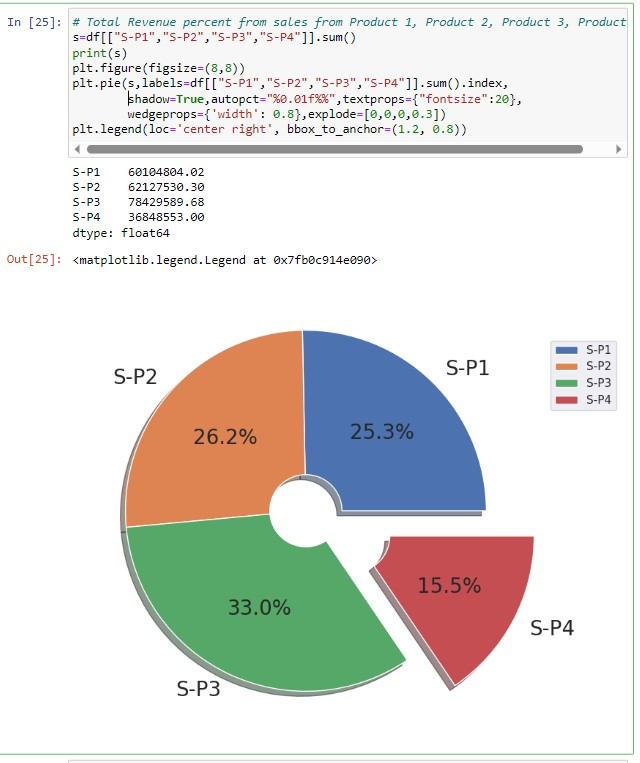 In [25]: # Total Revenue percent from sales from Product 1, Product 2, Product 3, Product
s=df[["S-P1","S-P2","S-P3","S-P4"]].sum()
print(s)
plt.figure(figsize=(8,8))
plt.pie(s,labels=df[["S-P1","S-P2","S-P3","S-P4"]].sum().index,
shadow=True,autopct="%0.01f%%",textprops={"fontsize":20},
wedgeprops={'width': 0.8},explode=[0,0,0,0.3])
plt.legend(loc='center right', bbox_to_anchor=(1.2, 0.8))
S-P1 60104804.02
S-P2 62127530.30
S-P3 78429589.68
S-P4 36848553.00
dtype: float64
Out[25]: <matplotlib.legend.Legend at 0x7fb0c914e090>
S-P1
S-P2
S-P3
S-P4
S-P2
S-P1
26.2%
25.3%
33.0%
15.5%
S-P4
S-P3